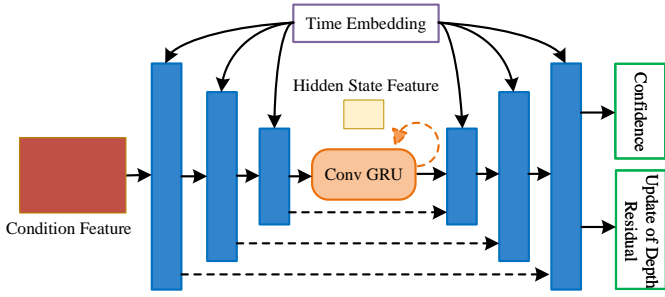 Time Embedding
Hidden State Feature
Conv GRU
Condition Feature
Confidence
Update of Depth
Residual